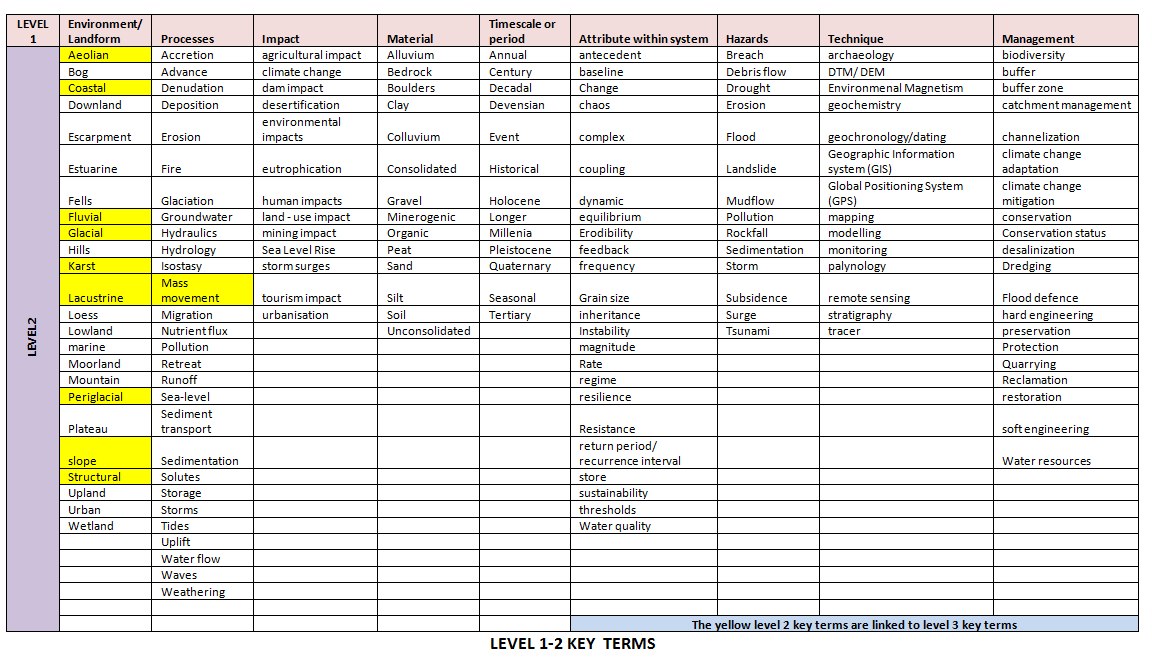 LEVEL 1 Environment/ Landform Processes Impact Material Timescale or period Attribute within system Hazards Technique Management
LEVEL2
Aeolian Accretion agricultural impact Alluvium Annual antecedent Breach archaeology biodiversity
Bog Advance climate change Bedrock Century baseline Debris flow DTM/ DEM buffer
Coastal Denudation dam impact Boulders Decadal Change Drought Environmenal Magnetism buffer zone
Downland Deposition desertification Clay Devensian chaos Erosion geochemistry catchment management
Escarpment Erosion environmental impacts Colluvium Event complex Flood geochronology/dating channelization
Estuarine Fire eutrophication Consolidated Historical coupling Landslide Geographic Information system (GIS) climate change adaptation
Fells Glaciation human impacts Gravel Holocene dynamic Mudflow Global Positioning System (GPS) climate change mitigation
Fluvial Groundwater land - use impact Minerogenic Longer equilibrium Pollution mapping conservation
Glacial Hydraulics mining impact Organic Millenia Erodibility Rockfall modelling Conservation status
Hills Hydrology Sea Level Rise Peat Pleistocene feedback Sedimentation monitoring desalinization
Karst Isostasy storm surges Sand Quaternary frequency Storm palynology Dredging
Lacustrine Mass movement tourism impact Silt Seasonal Grain size Subsidence remote sensing Flood defence
Loess Migration urbanisation Soil Tertiary inheritance Surge stratigraphy hard engineering
Lowland Nutrient flux Unconsolidated Instability Tsunami tracer preservation
marine Pollution magnitude Protection
Moorland Retreat Rate Quarrying
Mountain Runoff regime Reclamation
Periglacial Sea-level resilience restoration
Plateau Sediment transport Resistance soft engineering
slope Sedimentation return period/ recurrence interval Water resources
Structural Solutes store
Upland Storage sustainability
Urban Storms thresholds
Wetland Tides Water quality
Uplift
Water flow
Waves
Weathering
The yellow level 2 key terms are linked to level 3 key terms
LEVEL 1-2 KEY TERMS